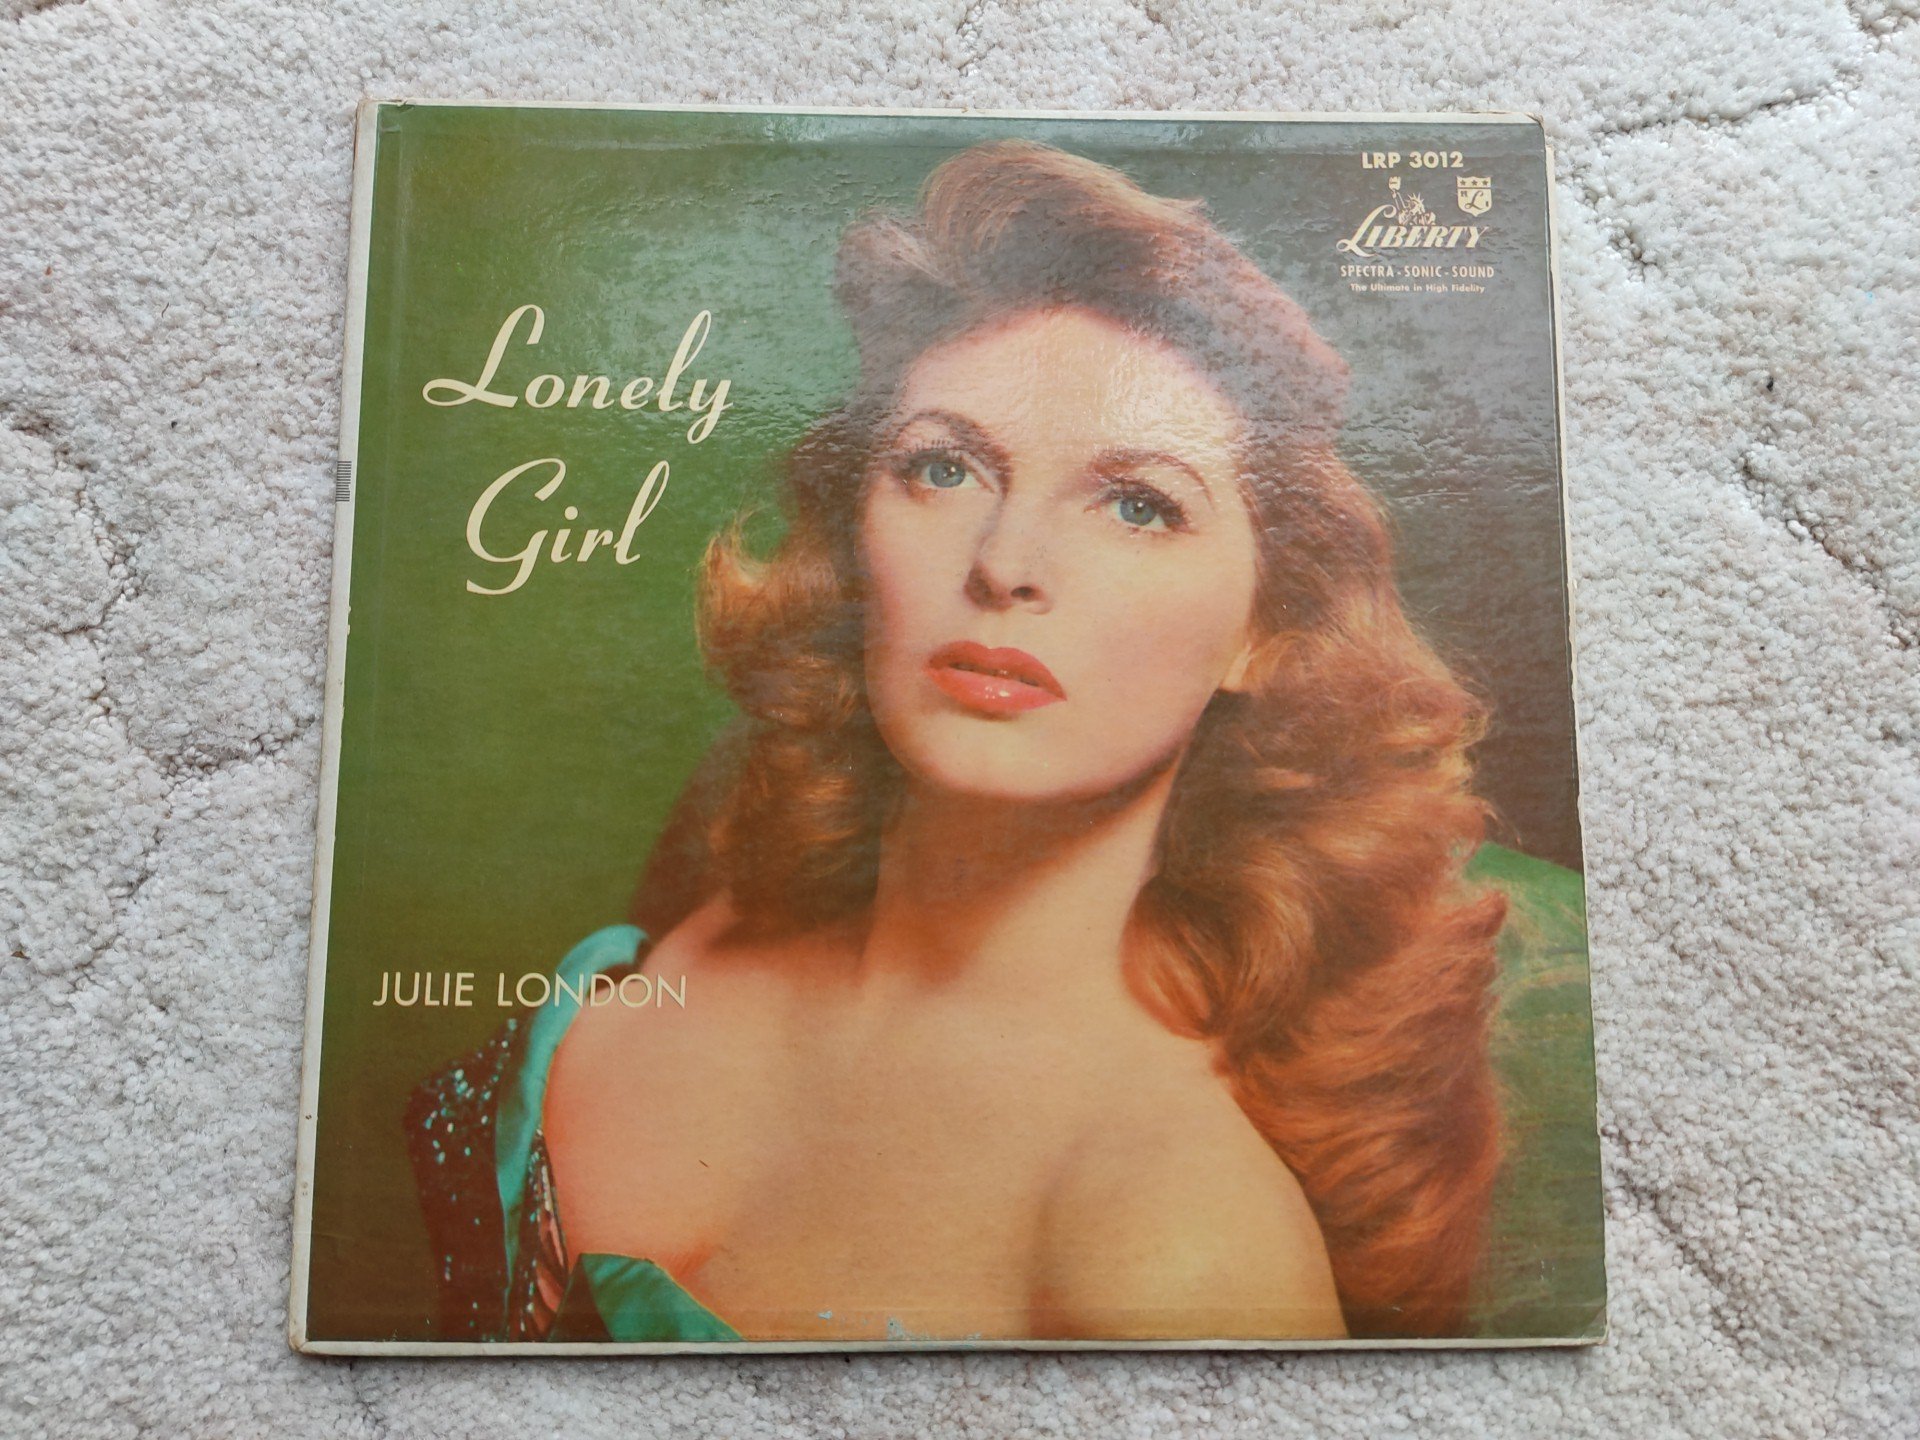 LRP 3012
LIBERTY
SPECTRA-SONIC-SOUND
The Ultimate in High Fidelity
Lonely
Girl
JULIE LONDON